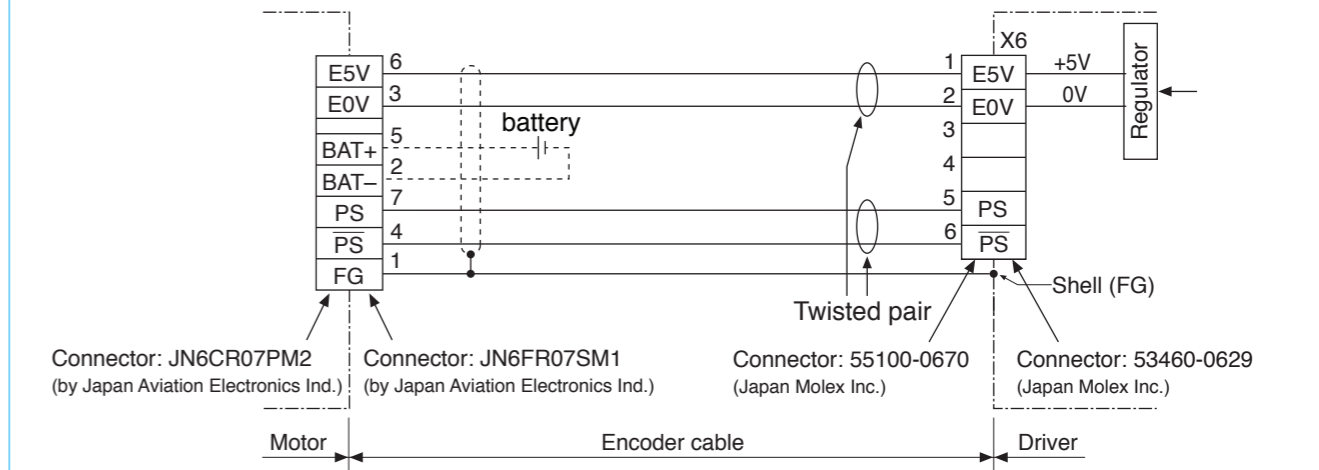 X6
E5V 6 1 E5V +5V
E0V 3 2 E0V 0V
Regulator
battery
3
BAT+ 5
4
BAT– 2
PS 7 5 PS
P̅S̅ 4 6 P̅S̅
FG 1
Shell (FG)
Twisted pair
Connector: JN6CR07PM2
(by Japan Aviation Electronics Ind.)
Connector: JN6FR07SM1
(by Japan Aviation Electronics Ind.)
Connector: 55100-0670
(Japan Molex Inc.)
Connector: 53460-0629
(Japan Molex Inc.)
Motor
Encoder cable
Driver